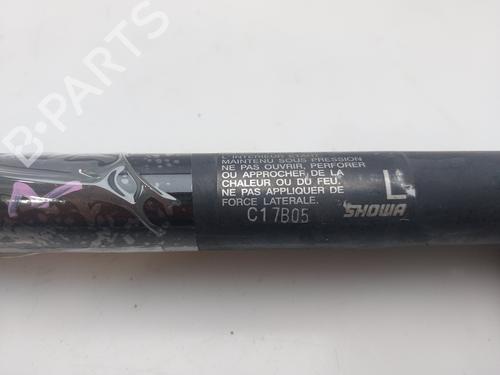 L'INTERIEUR
MAINTENU SOUS PRESSION
NE PAS OUVRIR, PERFORER
OU APPROCHER DE LA
CHALEUR OU DU FEU.
NE PAS APPLIQUER DE
FORCE LATERALE.
L
C17B05
SHOWA
B-PARTS